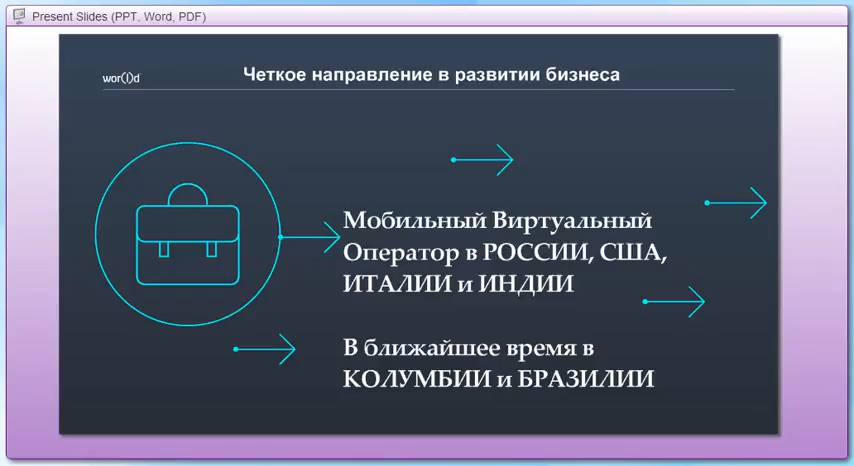 Present Slides (PPT, Word, PDF)
wor(l)d
Четкое направление в развитии бизнеса
Мобильный Виртуальный
Оператор в РОССИИ, США,
ИТАЛИИ и ИНДИИ
В ближайшее время в
КОЛУМБИИ и БРАЗИЛИИ